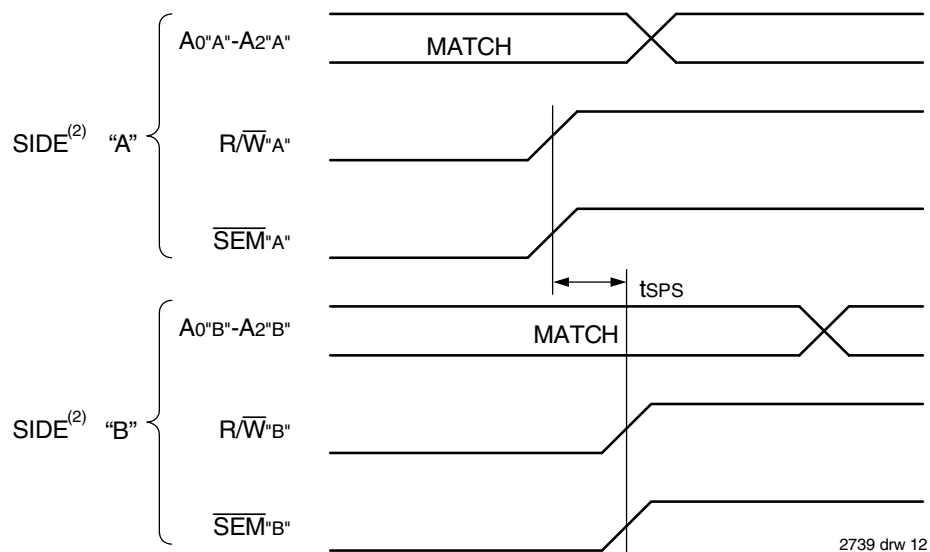 A0"A"-A2"A"
MATCH
SIDE(2) “A”
R/W"A"
SEM"A"
tSPS
A0"B"-A2"B"
MATCH
SIDE(2) “B”
R/W"B"
SEM"B"
2739 drw 12